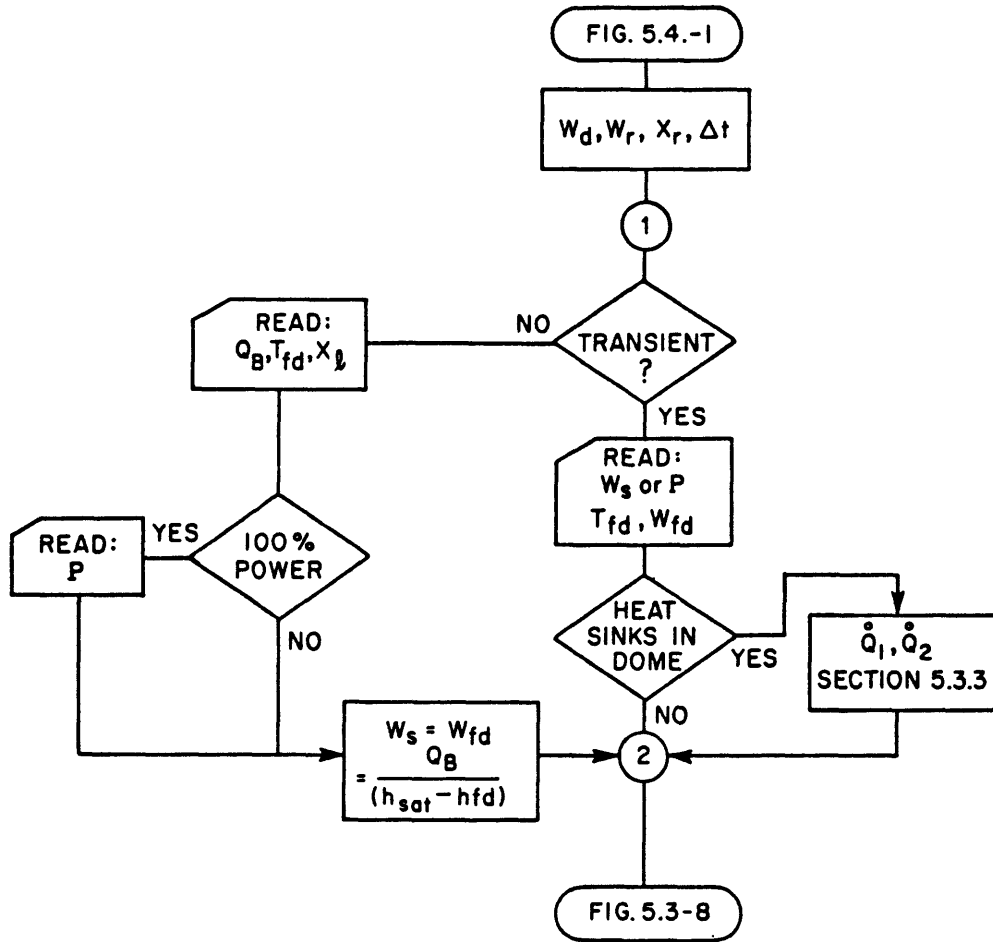 FIG. 5.4.-1
W_d, W_r, X_r, Δt
1
TRANSIENT
?
NO
YES
READ:
Q_B, T_fd, X_ℓ
READ:
W_s or P
T_fd, W_fd
100%
POWER
YES
NO
READ:
P
HEAT
SINKS IN
DOME
YES
NO
Q̊_1, Q̊_2
SECTION 5.3.3
W_s = W_fd
= Q_B
(h_sat - hfd)
2
FIG. 5.3-8